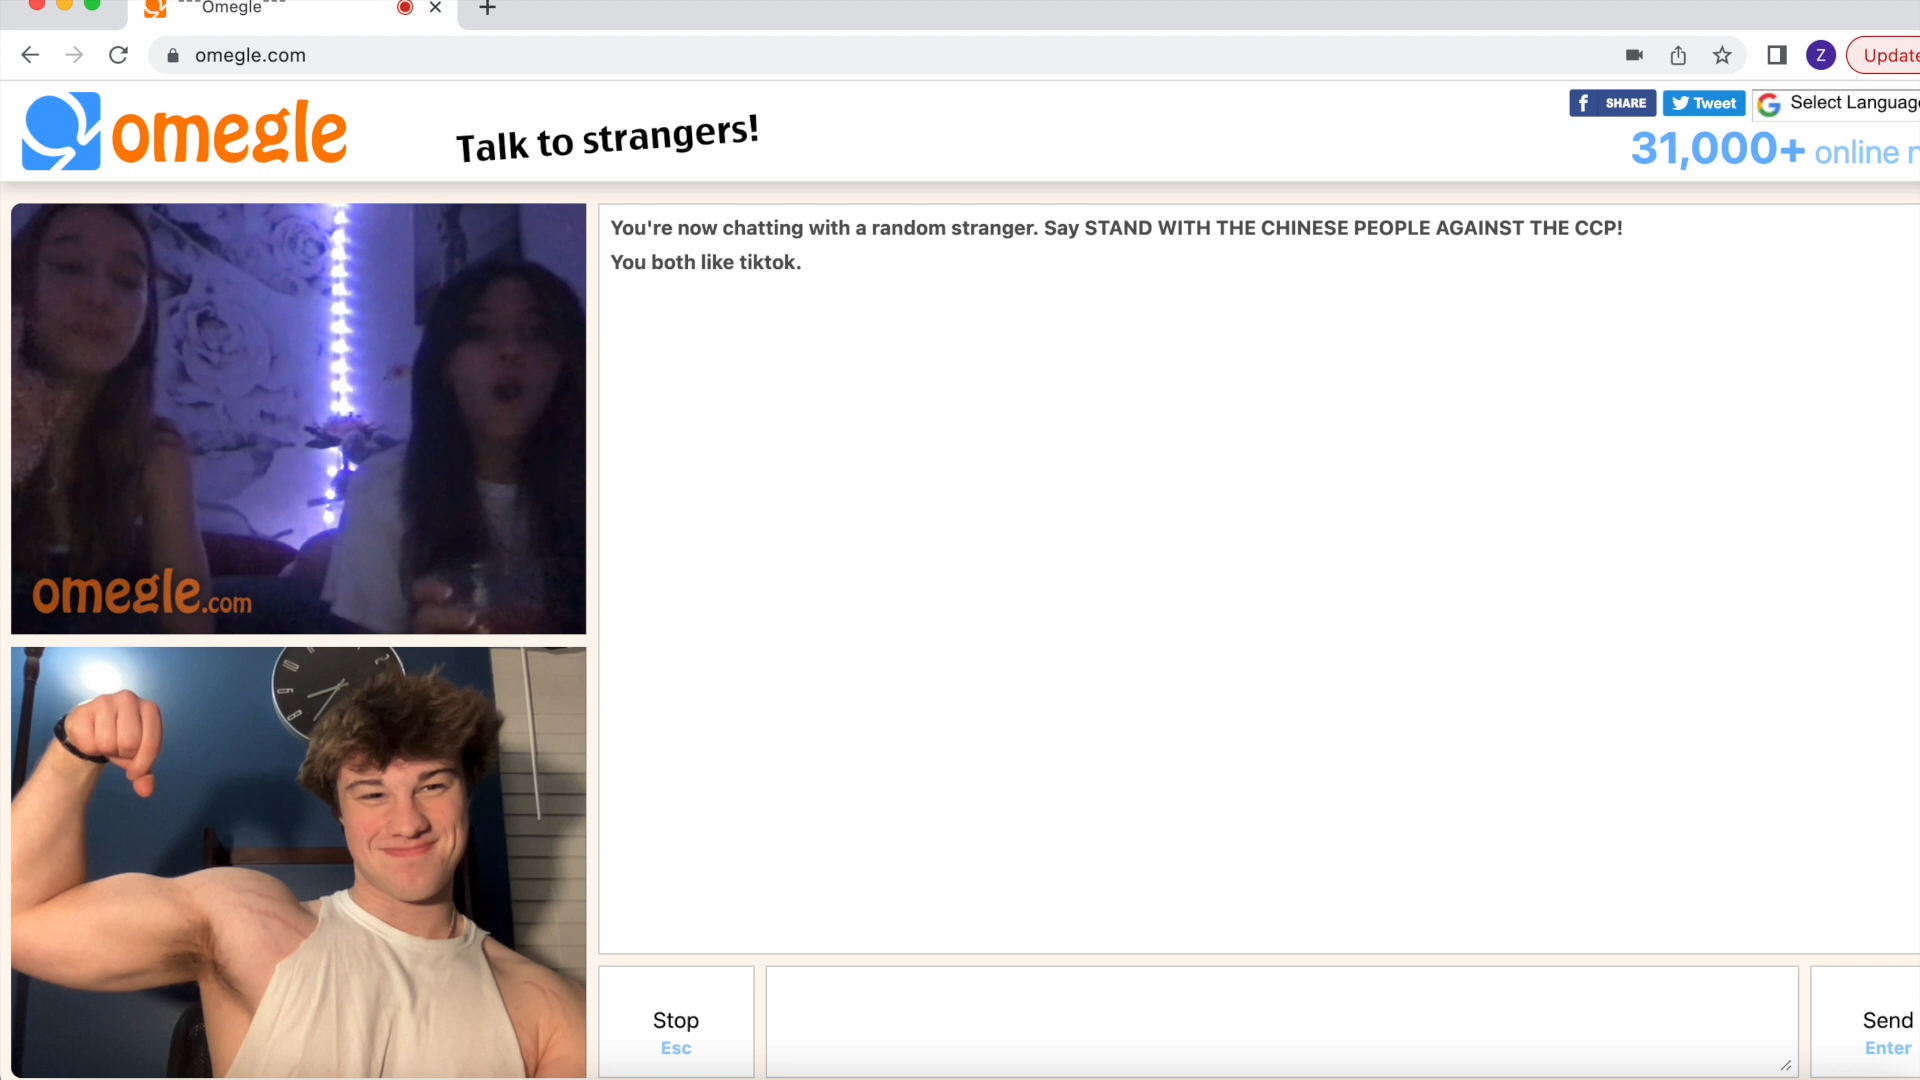 Omegle
omegle.com
Update
omegle
Talk to strangers!
SHARE
Tweet
Select Language
31,000+ online
You're now chatting with a random stranger. Say STAND WITH THE CHINESE PEOPLE AGAINST THE CCP!
You both like tiktok.
omegle.com
Stop
Esc
Send
Enter
Z